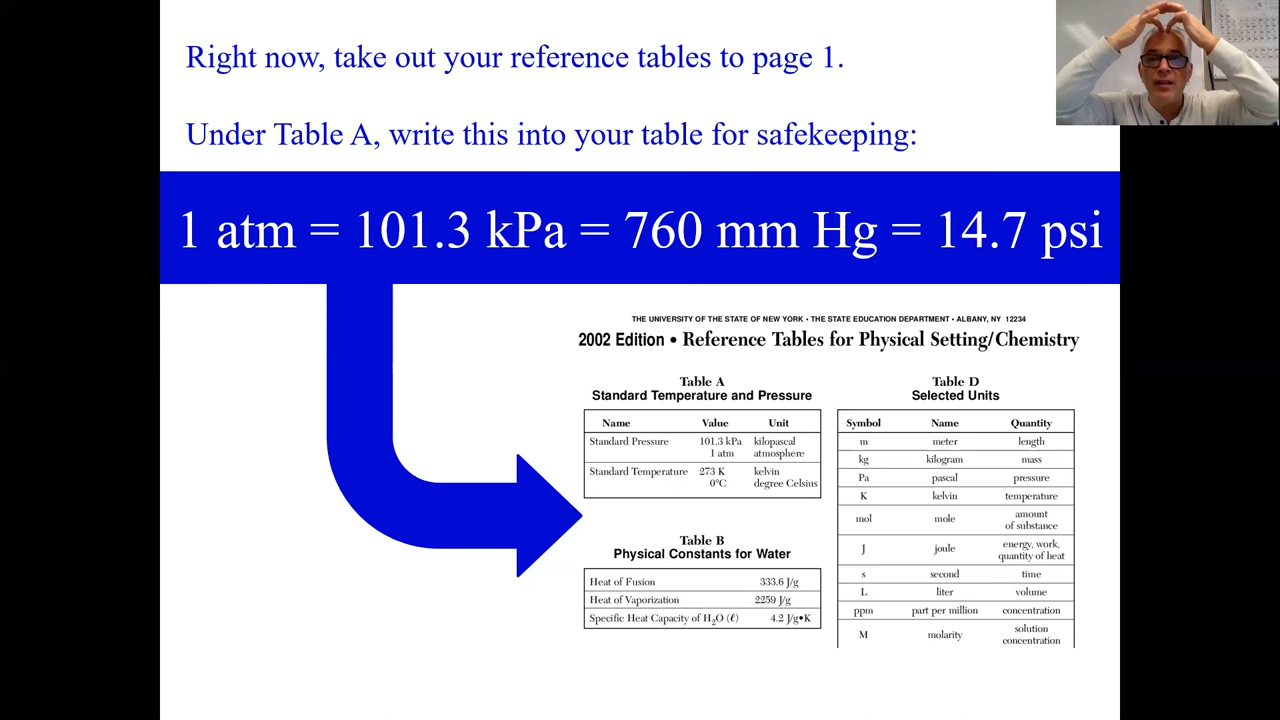 Right now, take out your reference tables to page 1.
Under Table A, write this into your table for safekeeping:
1 atm = 101.3 kPa = 760 mm Hg = 14.7 psi
THE UNIVERSITY OF THE STATE OF NEW YORK • THE STATE EDUCATION DEPARTMENT • ALBANY, NY 12234
2002 Edition • Reference Tables for Physical Setting/Chemistry
Table A
Standard Temperature and Pressure
Name Value Unit
Standard Pressure 101.3 kPa kilopascal
1 atm atmosphere
Standard Temperature 273 K kelvin
0°C degree Celsius
Table B
Physical Constants for Water
Heat of Fusion 333.6 J/g
Heat of Vaporization 2259 J/g
Specific Heat Capacity of H₂O (ℓ) 4.2 J/g•K
Table D
Selected Units
Symbol Name Quantity
m meter length
kg kilogram mass
Pa pascal pressure
K kelvin temperature
mol mole amount
of substance
J joule energy, work,
quantity of heat
s second time
L liter volume
ppm part per million concentration
M molarity solution
concentration